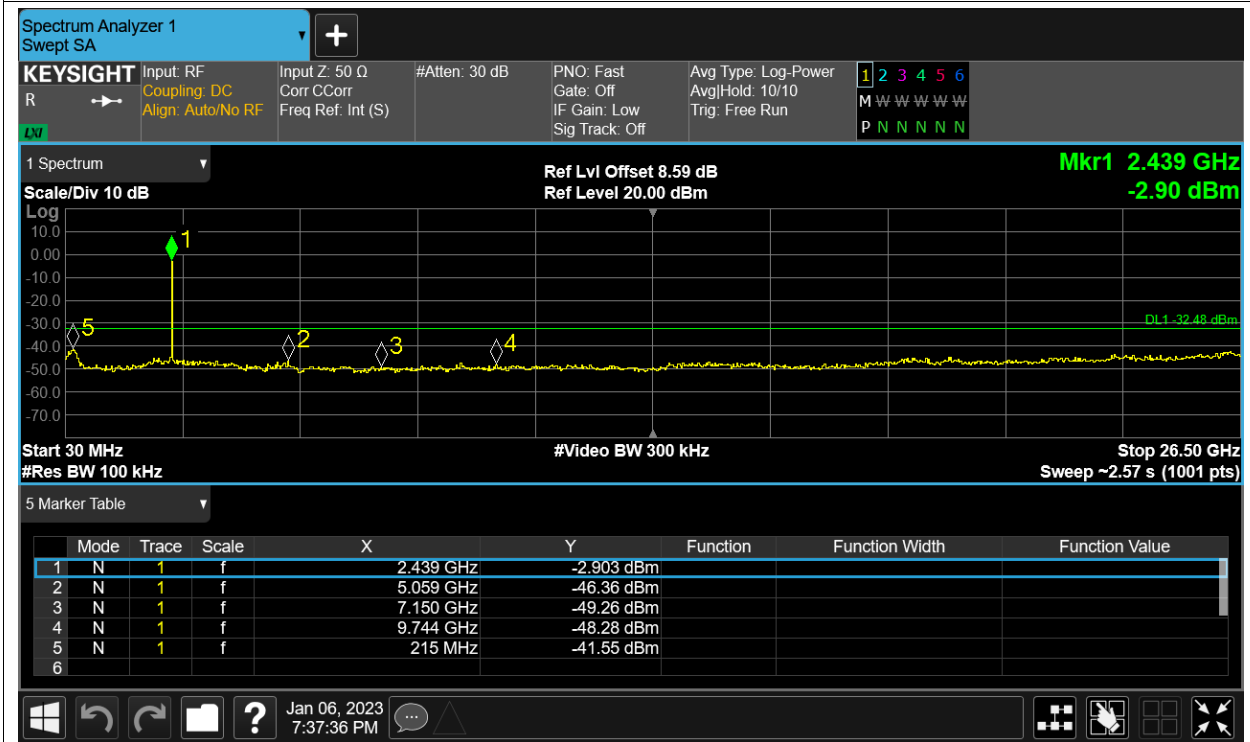 Spectrum Analyzer 1
Swept SA
+
KEYSIGHT Input: RF Input Z: 50 Ω #Atten: 30 dB PNO: Fast Avg Type: Log-Power 1 2 3 4 5 6
R Coupling: DC Corr CCorr Gate: Off Avg|Hold: 10/10 M W W W W W
Align: Auto/No RF Freq Ref: Int (S) IF Gain: Low Trig: Free Run
LXI Sig Track: Off P N N N N N
1 Spectrum Ref Lvl Offset 8.59 dB Mkr1 2.439 GHz
Scale/Div 10 dB Ref Level 20.00 dBm -2.90 dBm
Log
10.0 1
0.00
-10.0
-20.0
-30.0 5 DL1 -32.48 dBm
-40.0 2 3 4
-50.0
-60.0
-70.0
Start 30 MHz #Video BW 300 kHz Stop 26.50 GHz
#Res BW 100 kHz Sweep ~2.57 s (1001 pts)
5 Marker Table
Mode Trace Scale X Y Function Function Width Function Value
1 N 1 f 2.439 GHz -2.903 dBm
2 N 1 f 5.059 GHz -46.36 dBm
3 N 1 f 7.150 GHz -49.26 dBm
4 N 1 f 9.744 GHz -48.28 dBm
5 N 1 f 215 MHz -41.55 dBm
6
? Jan 06, 2023
7:37:36 PM